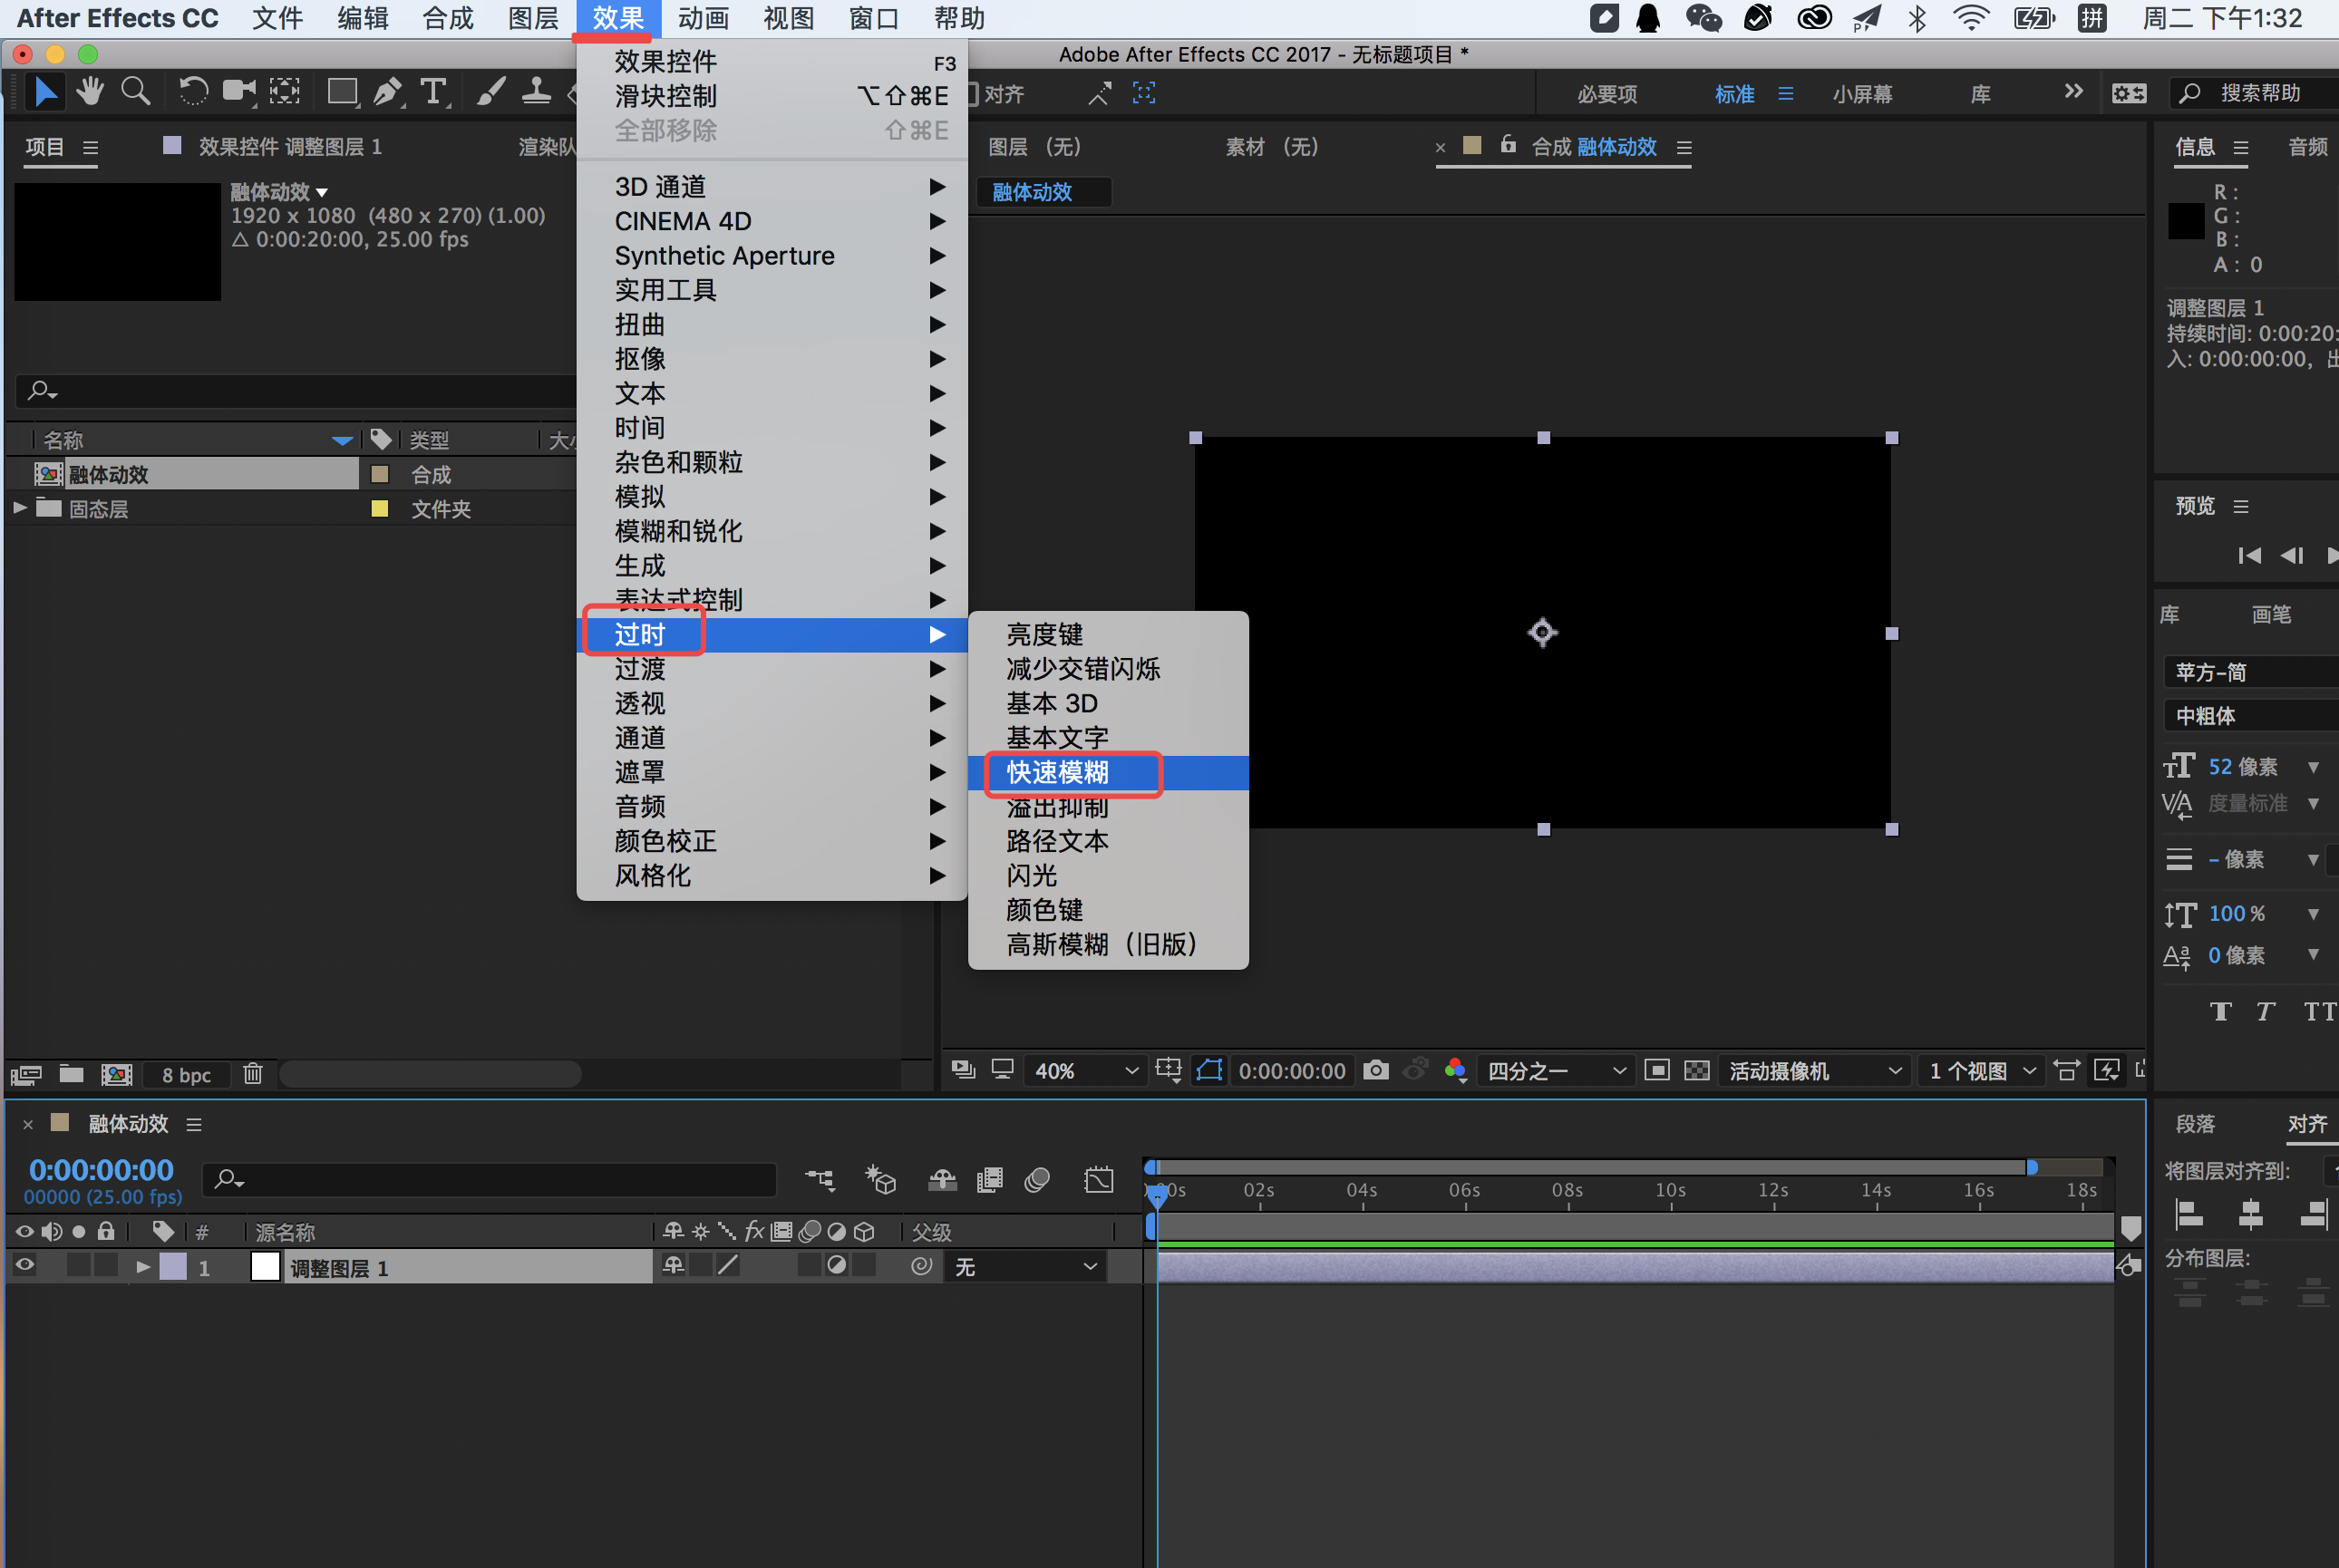 After Effects CC 文件 编辑 合成 图层 效果 动画 视图 窗口 帮助 拼 周二 下午1:32
Adobe After Effects CC 2017 - 无标题项目 *
对齐 必要项 标准 小屏幕 库 搜索帮助
项目 效果控件 调整图层 1 渲染队
融体动效
1920 x 1080 (480 x 270) (1.00)
△ 0:00:20:00, 25.00 fps
名称 类型 大小
融体动效 合成
固态层 文件夹
8 bpc
效果控件 F3
滑块控制 ⌥⇧⌘E
全部移除 ⇧⌘E
3D 通道
CINEMA 4D
Synthetic Aperture
实用工具
扭曲
抠像
文本
时间
杂色和颗粒
模拟
模糊和锐化
生成
表达式控制
过时
过渡
透视
通道
遮罩
音频
颜色校正
风格化
亮度键
减少交错闪烁
基本 3D
基本文字
快速模糊
溢出抑制
路径文本
闪光
颜色键
高斯模糊（旧版）
图层 （无） 素材 （无） × 合成 融体动效
融体动效
40% 0:00:00:00 四分之一 活动摄像机 1 个视图
信息 音频
R :
G :
B :
A : 0
调整图层 1
持续时间: 0:00:20:
入: 0:00:00:00, 出
预览
库 画笔
苹方-简
中粗体
52 像素
度量标准
- 像素
100 %
0 像素
T T TT
× 融体动效
0:00:00:00
00000 (25.00 fps)
# 源名称 fx 父级
1 调整图层 1 无
00s 02s 04s 06s 08s 10s 12s 14s 16s 18s
段落 对齐
将图层对齐到:
分布图层: